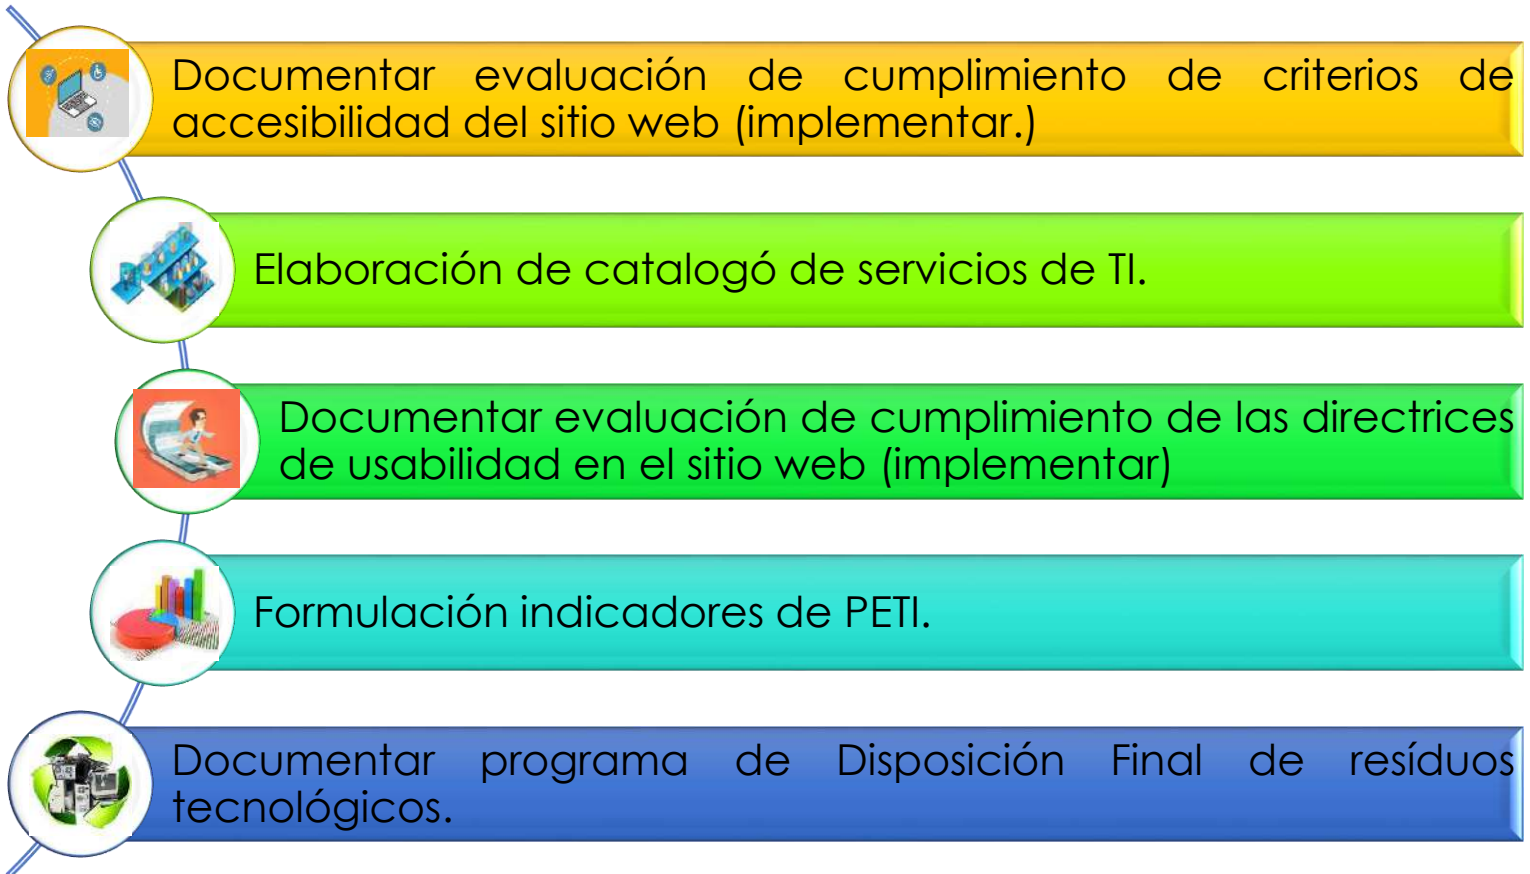 Documentar evaluación de cumplimiento de criterios de
accesibilidad del sitio web (implementar.)
Elaboración de catalogó de servicios de TI.
Documentar evaluación de cumplimiento de las directrices
de usabilidad en el sitio web (implementar)
Formulación indicadores de PETI.
Documentar programa de Disposición Final de resíduos
tecnológicos.